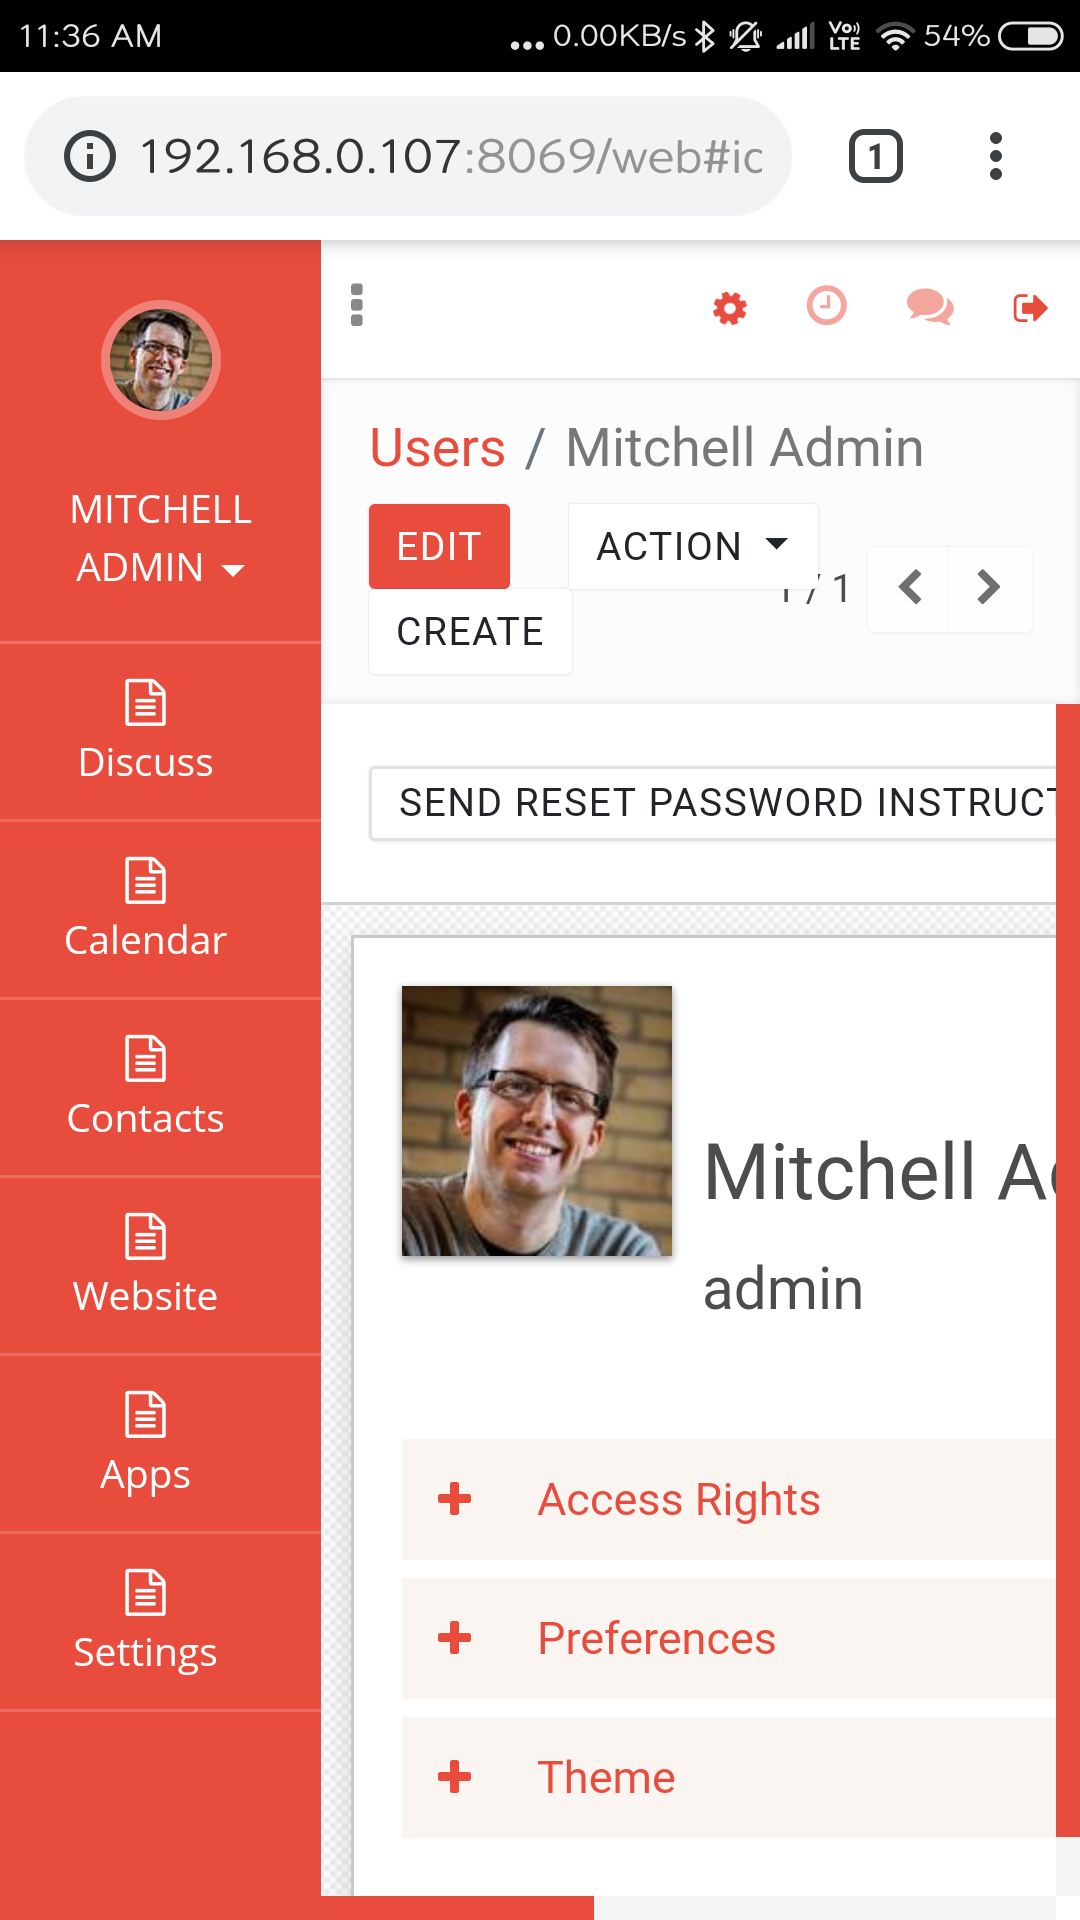 11:36 AM
... 0.00KB/s Vo LTE 54%
192.168.0.107:8069/web#ic
1
MITCHELL
ADMIN
Discuss
Calendar
Contacts
Website
Apps
Settings
Users / Mitchell Admin
EDIT
ACTION
1 / 1
CREATE
SEND RESET PASSWORD INSTRUCT
Mitchell A
admin
Access Rights
Preferences
Theme